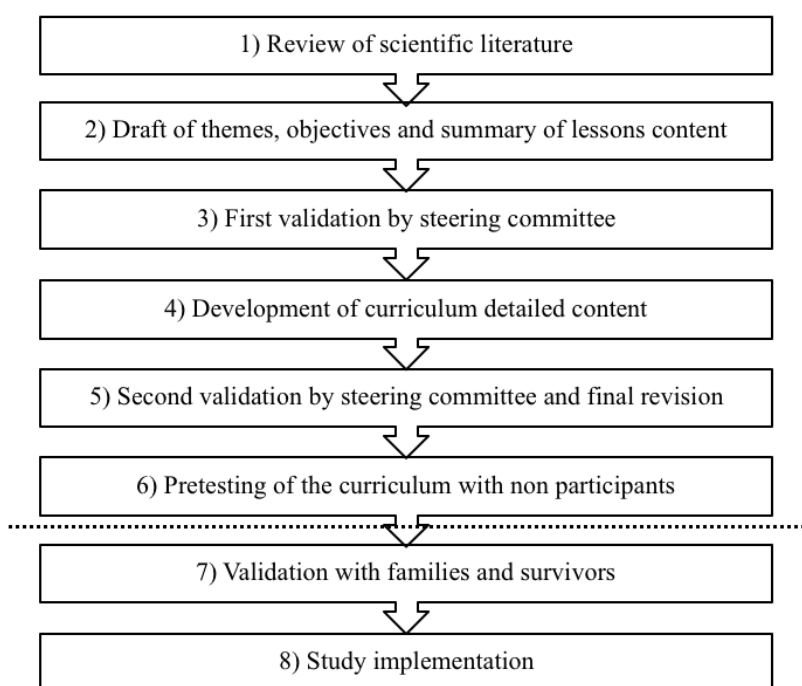 1) Review of scientific literature
2) Draft of themes, objectives and summary of lessons content
3) First validation by steering committee
4) Development of curriculum detailed content
5) Second validation by steering committee and final revision
6) Pretesting of the curriculum with non participants
7) Validation with families and survivors
8) Study implementation